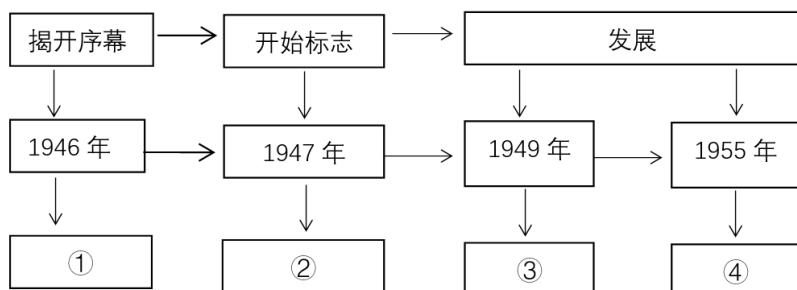 揭开序幕
开始标志
发展
1946 年
1947 年
1949 年
1955 年
①
②
③
④